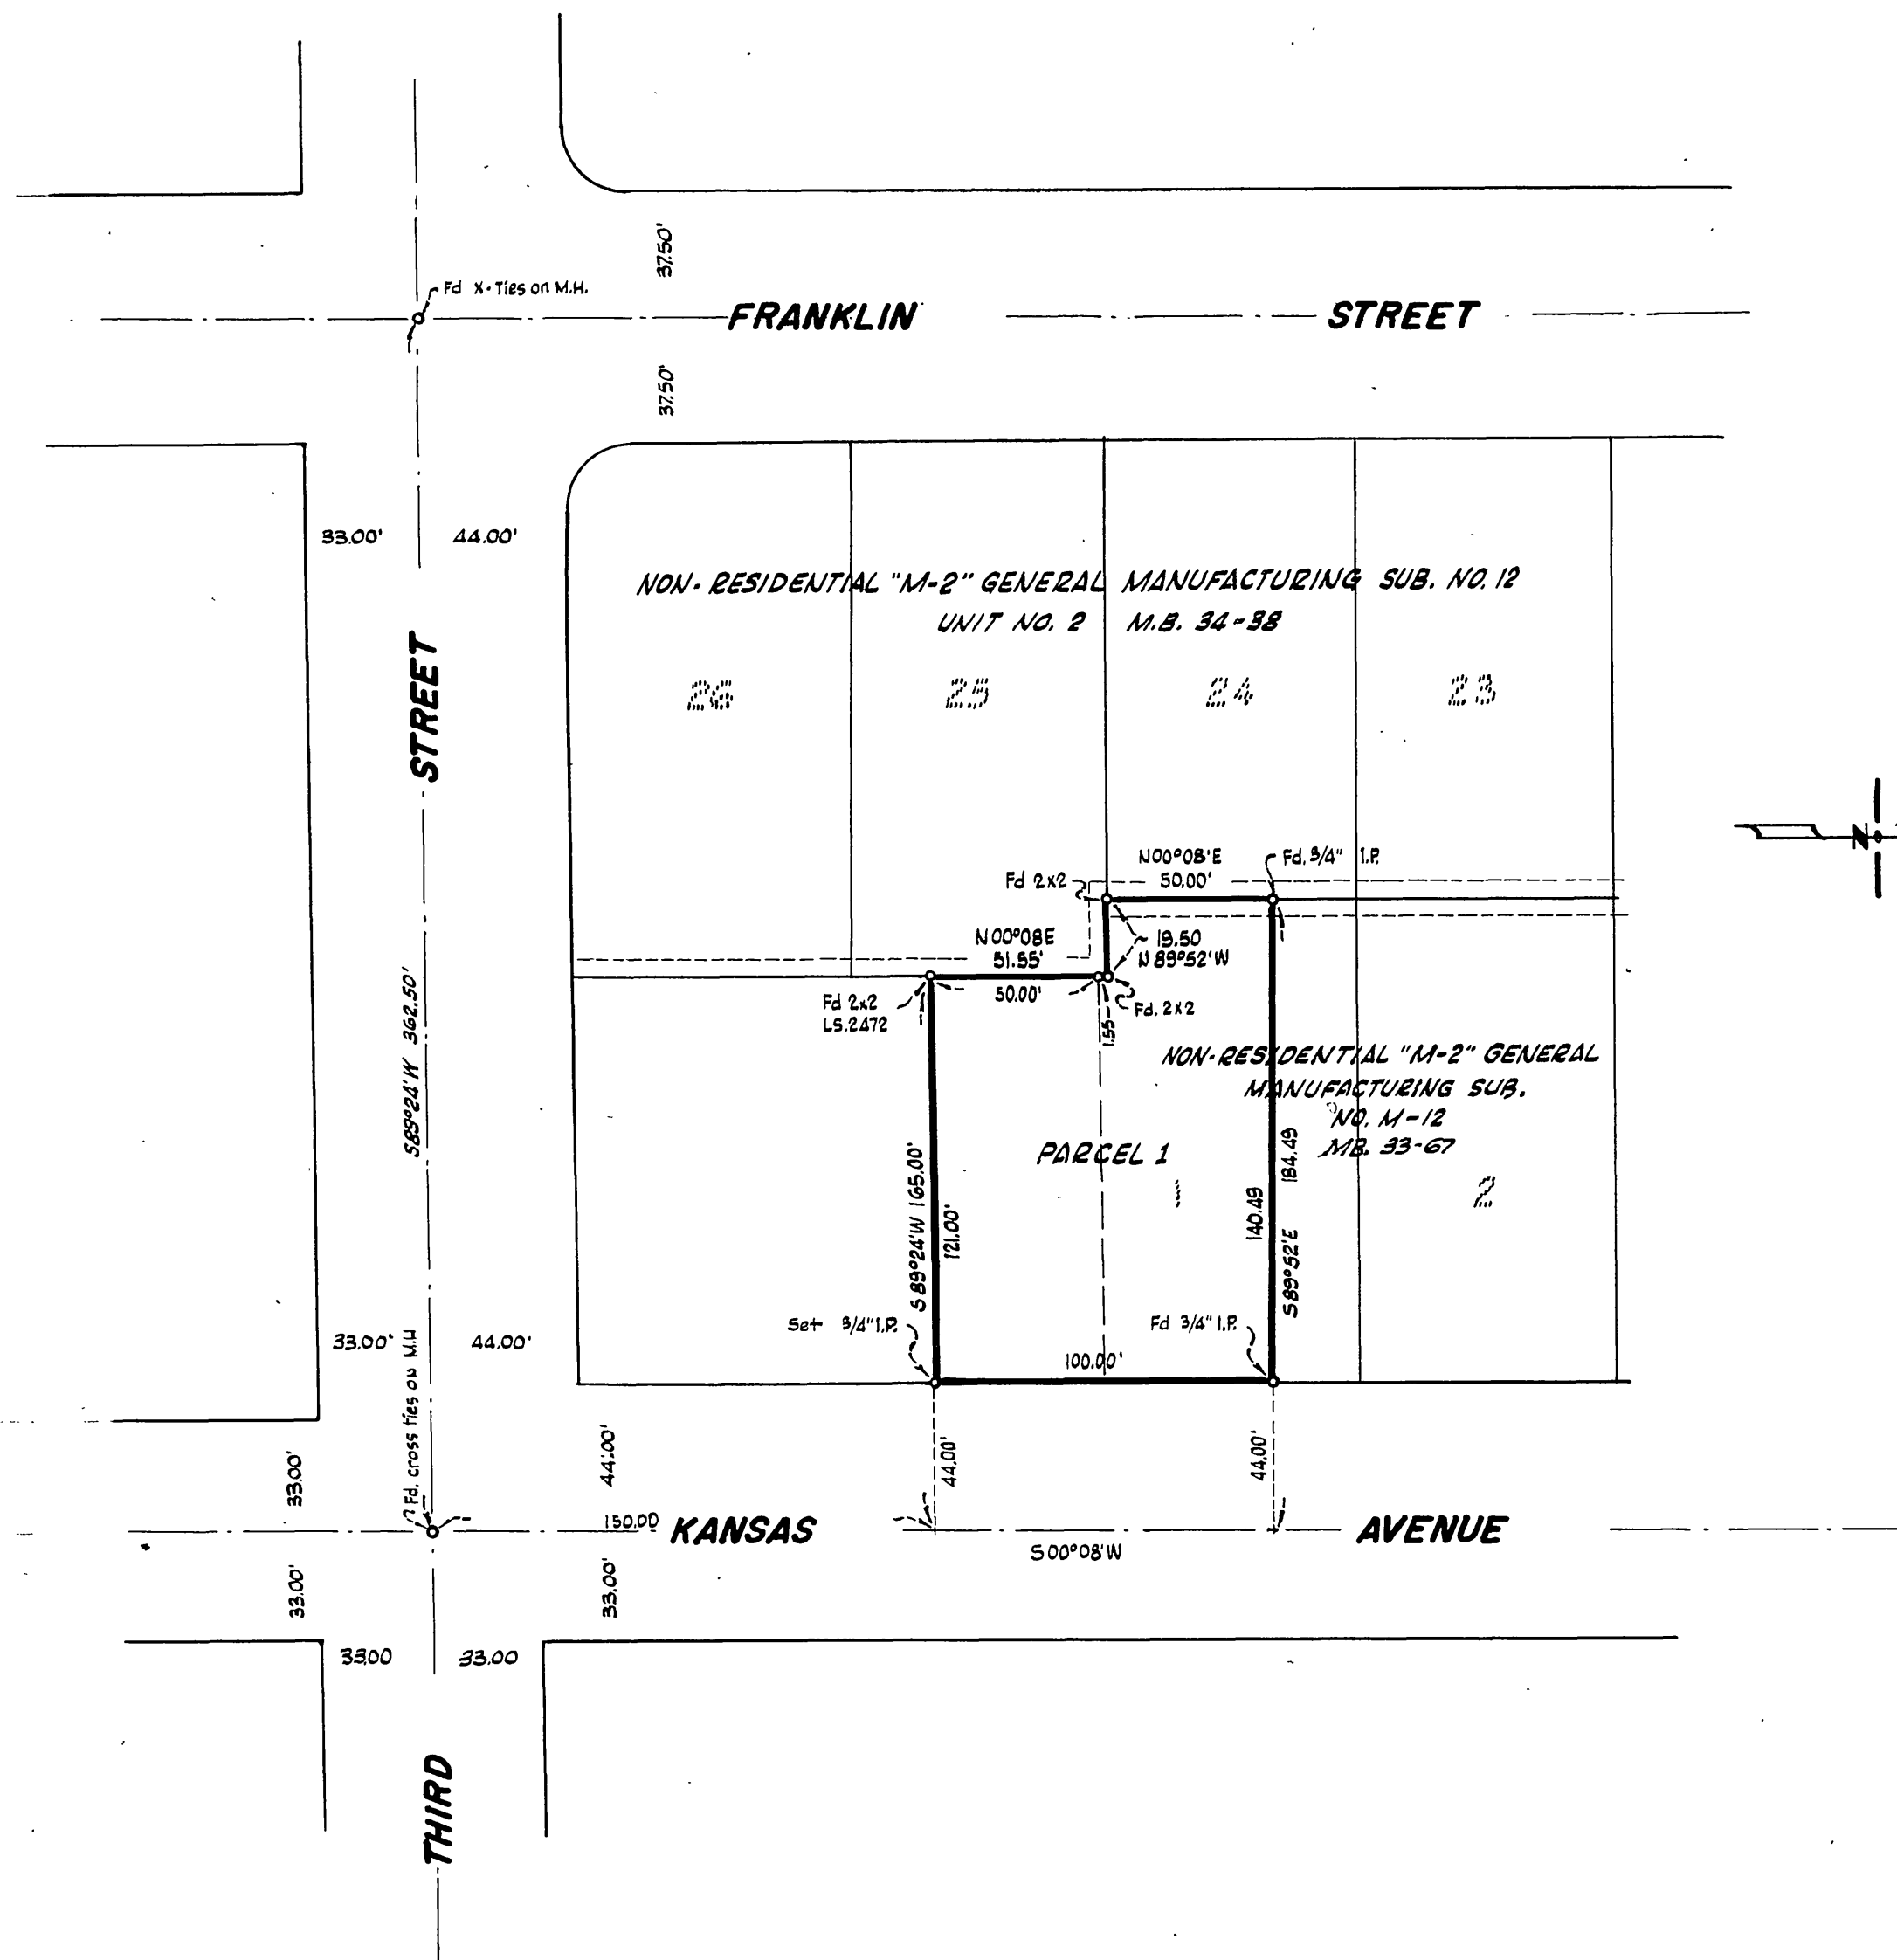 37.50'
Fd X-Ties on M.H.
FRANKLIN STREET
37.50'
33.00' 44.00'
NON-RESIDENTIAL "M-2" GENERAL MANUFACTURING SUB. NO. 12
UNIT NO. 2 M.B. 34-38
STREET
26 25 24 23
N
N00°08'E
50.00'
Fd. 3/4" I.P.
Fd 2x2
N00°08E
51.55'
19.50
N89°52'W
50.00'
Fd 2x2
LS.2472
Fd. 2x2
1.55
S89°24'W 362.50'
NON-RESIDENTIAL "M-2" GENERAL
MANUFACTURING SUB.
NO. M-12
MB. 33-67
PARCEL 1
1
2
S89°24'W 165.00'
121.00'
140.49
184.49
S89°52'E
Set 3/4" I.P.
Fd 3/4" I.P.
100.00'
33.00' 44.00'
Fd. cross ties on M.H
33.00'
44.00'
44.00'
44.00'
150.00
KANSAS AVENUE
S00°08'W
33.00'
33.00'
33.00 33.00
THIRD